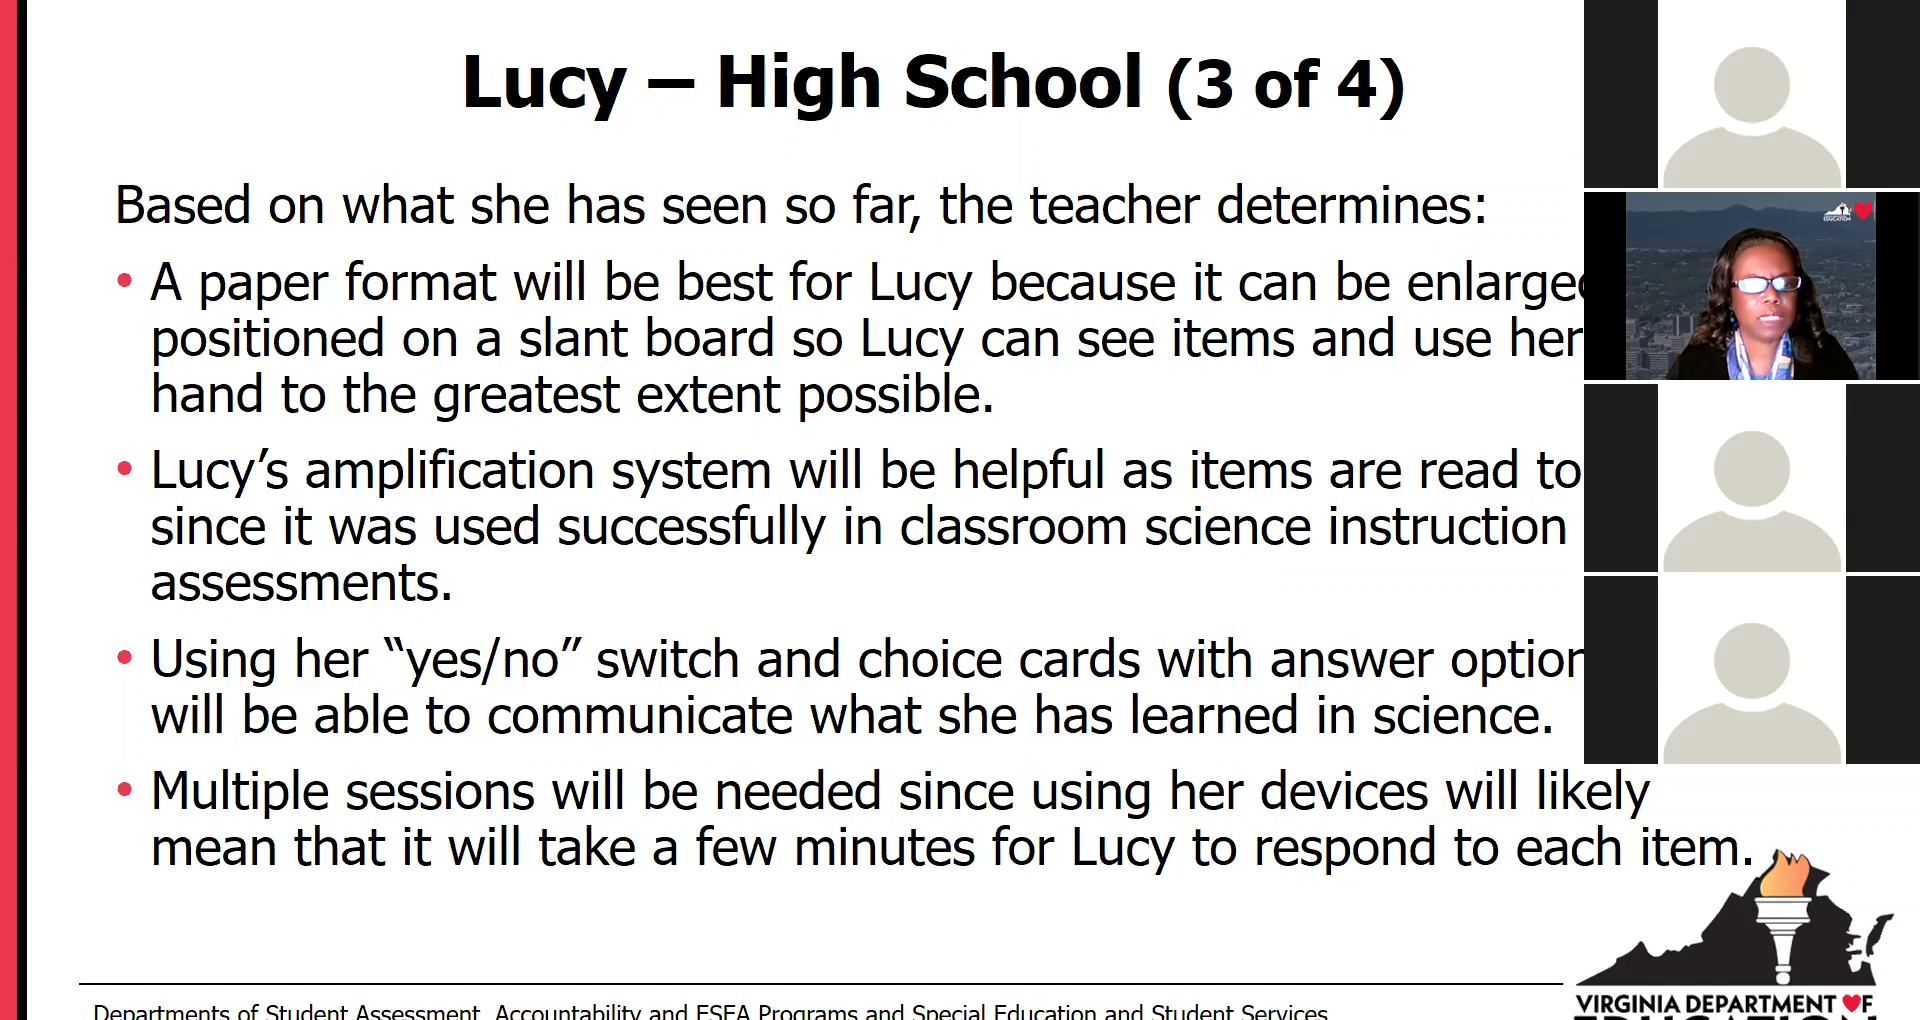 Lucy – High School (3 of 4)
Based on what she has seen so far, the teacher determines:
• A paper format will be best for Lucy because it can be enlarged
positioned on a slant board so Lucy can see items and use her
hand to the greatest extent possible.
• Lucy’s amplification system will be helpful as items are read to
since it was used successfully in classroom science instruction
assessments.
• Using her “yes/no” switch and choice cards with answer option
will be able to communicate what she has learned in science.
• Multiple sessions will be needed since using her devices will likely
mean that it will take a few minutes for Lucy to respond to each item.
Departments of Student Assessment, Accountability and ESEA Programs and Special Education and Student Services
VIRGINIA DEPARTMENT OF
EDUCATION
EDUCATION